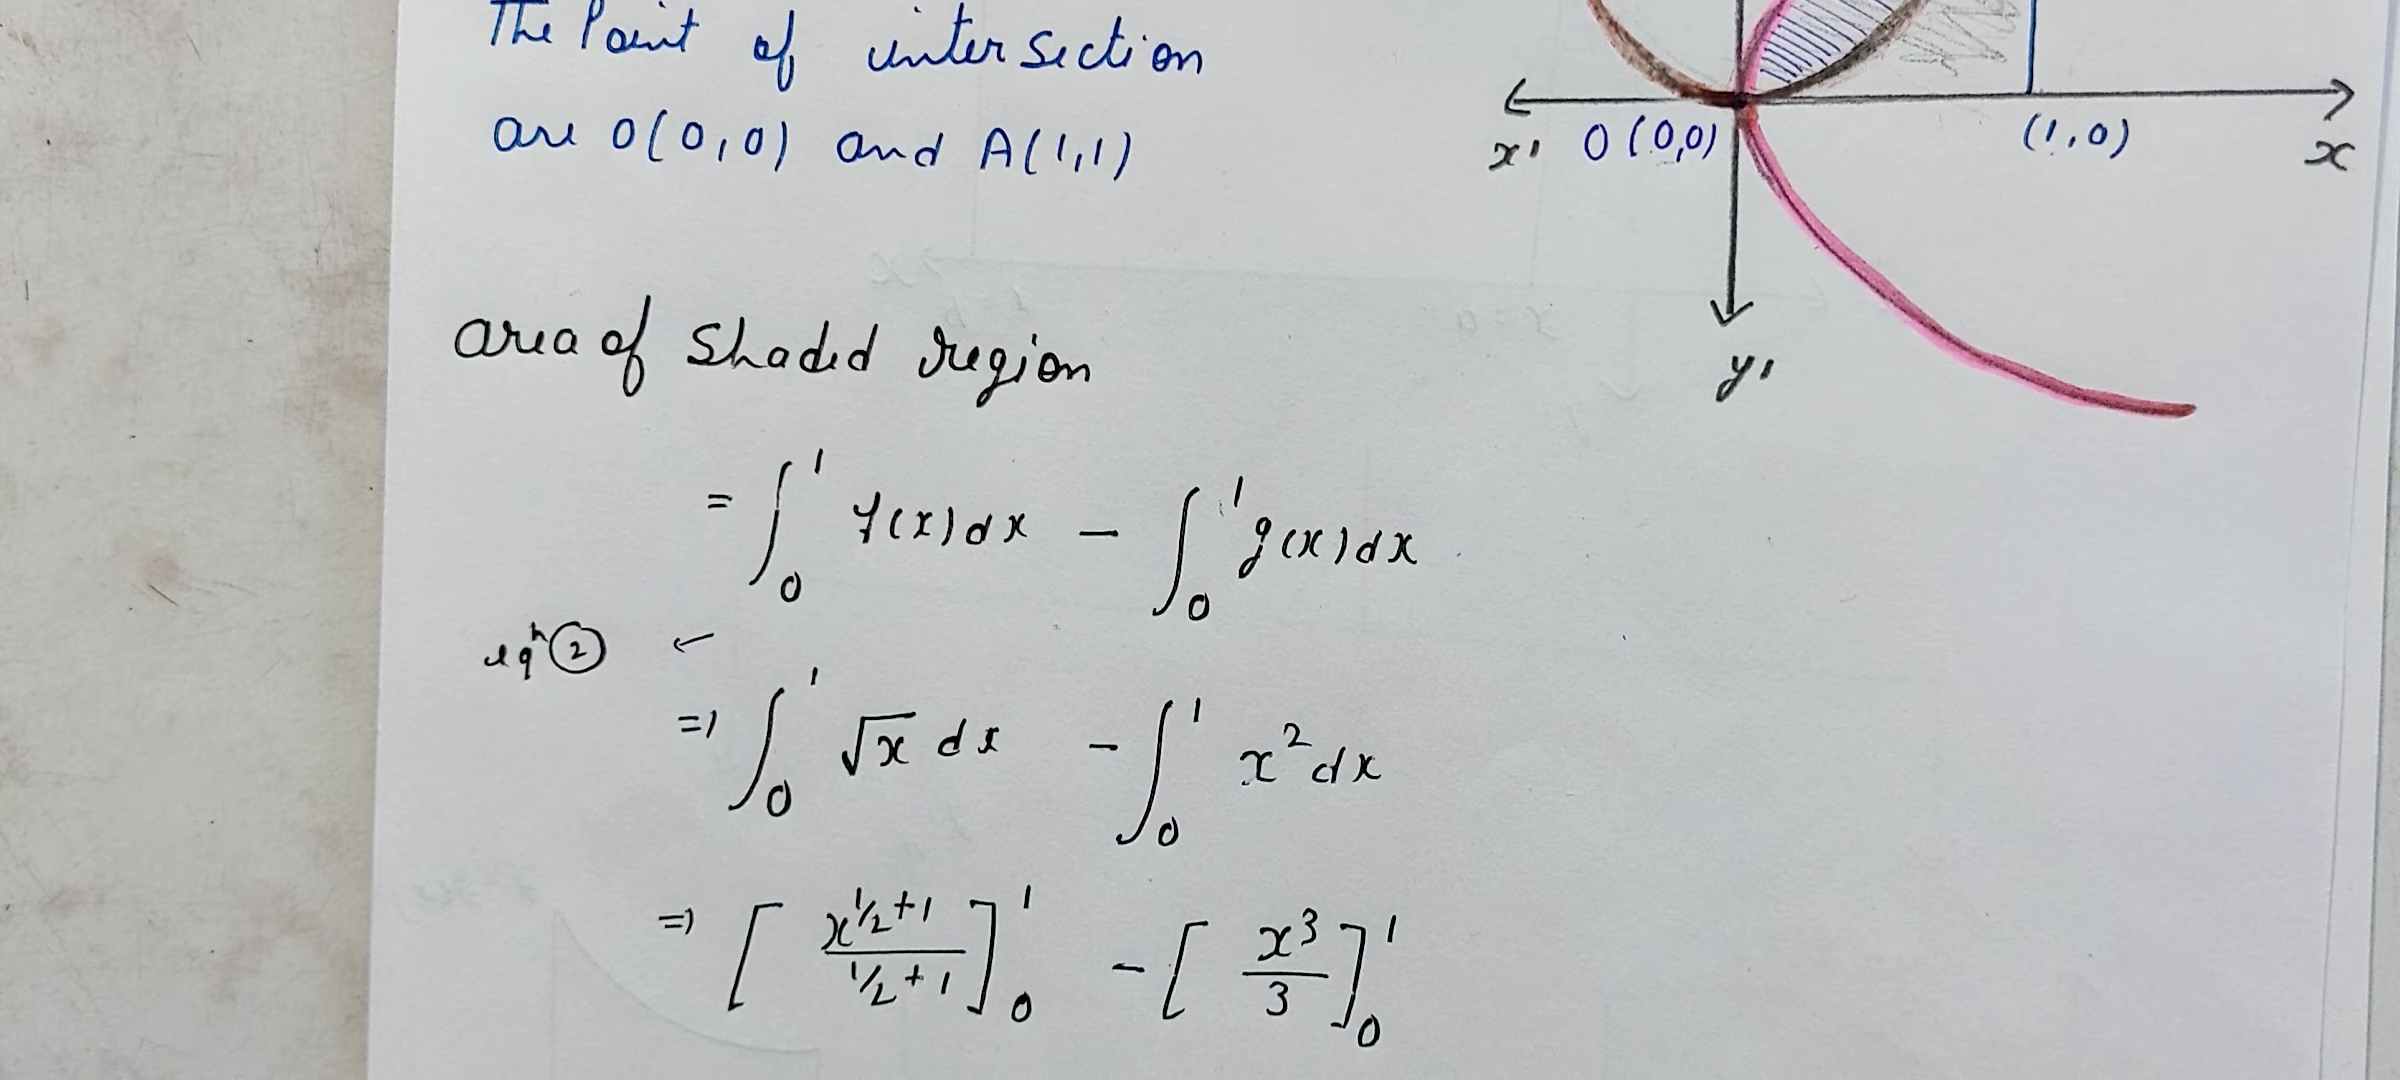 The Point of intersection
are O(0,0) and A(1,1)
x' O(0,0) (1,0) x
y'
area of Shaded region
= ∫₀¹ f(x)dx − ∫₀¹ g(x)dx
eqⁿ ② ←
⇒ ∫₀¹ √x dx − ∫₀¹ x² dx
⇒ [x^(1/2+1) / (1/2+1)]₀¹ − [x³/3]₀¹